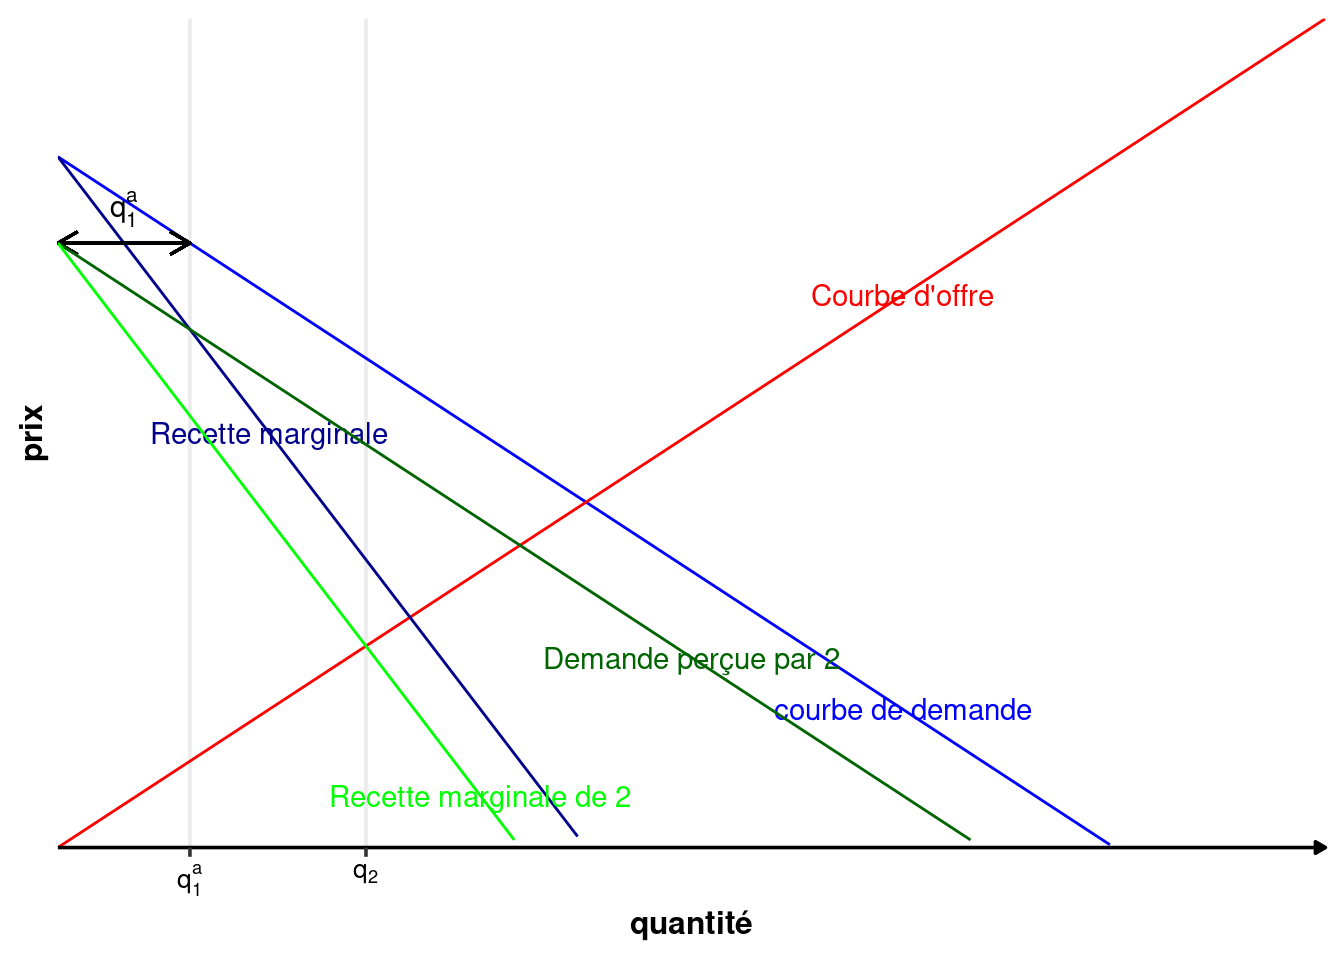 q₁ᵃ
Courbe d'offre
prix
Recette marginale
Demande perçue par 2
courbe de demande
Recette marginale de 2
q₁ᵃ
q₂
quantité